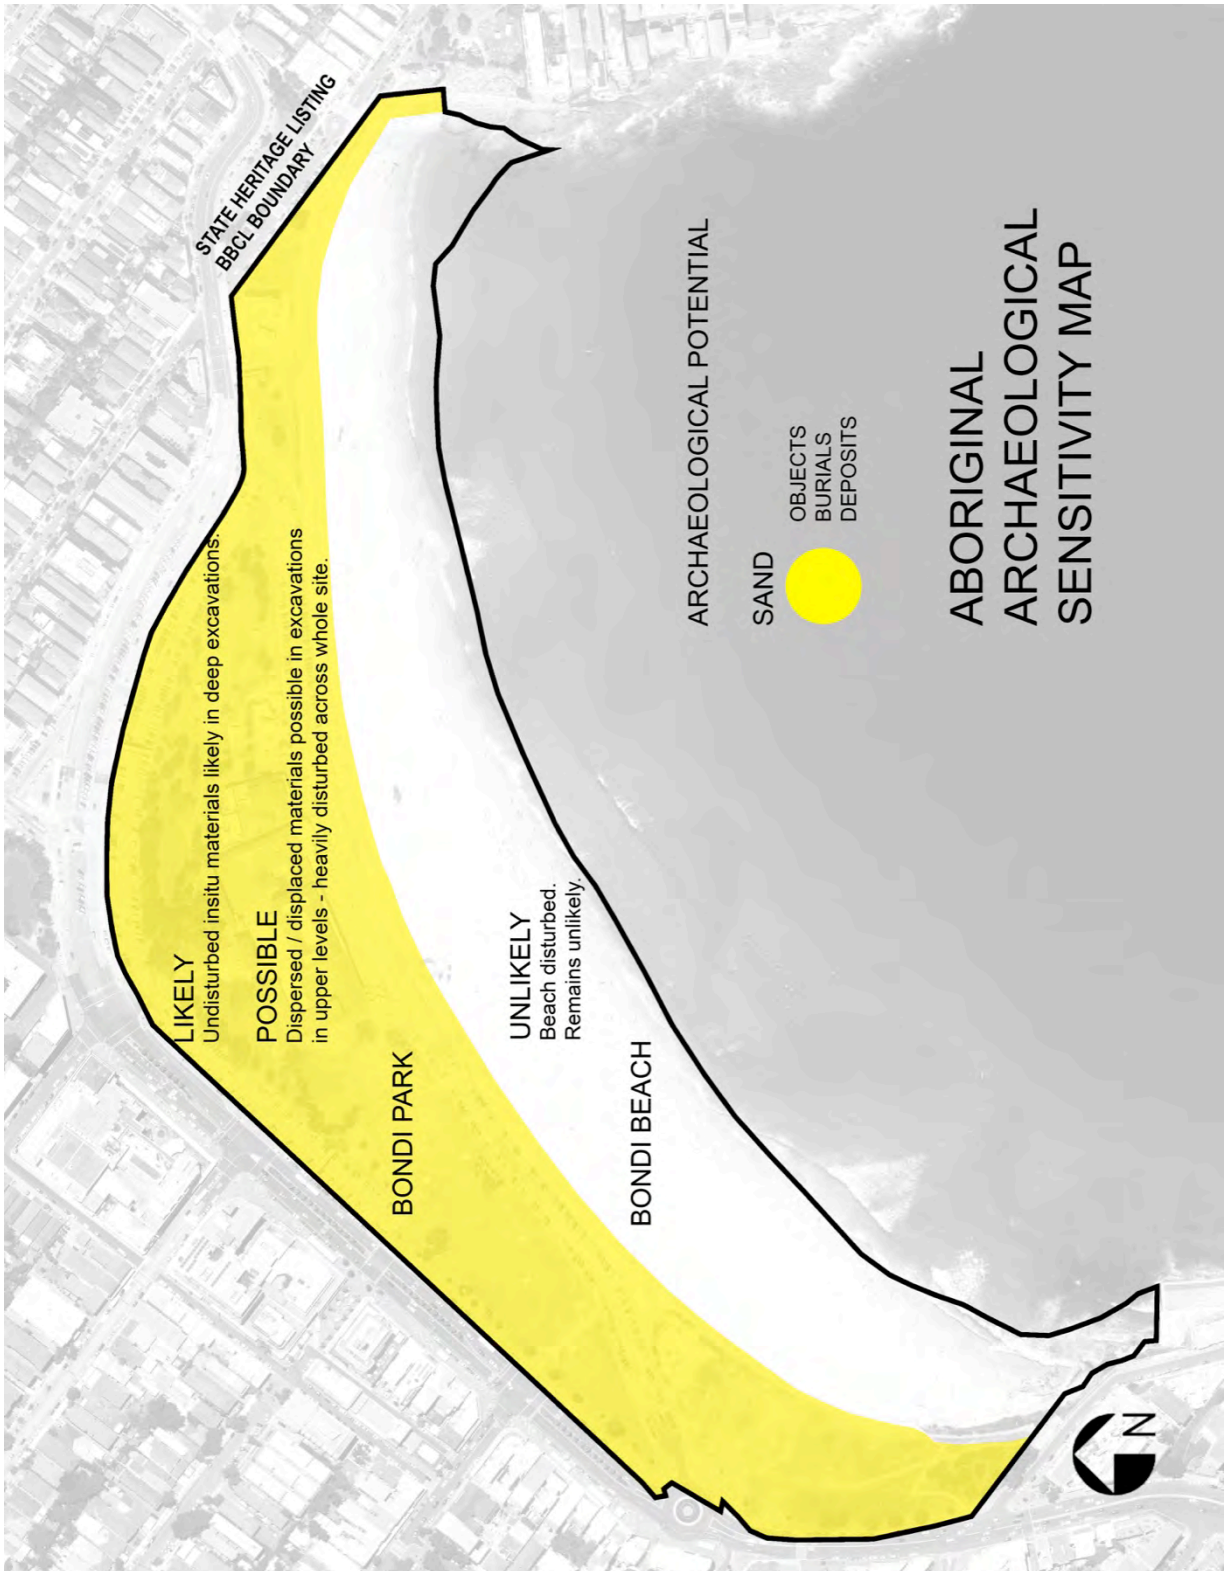 STATE HERITAGE LISTING
BBCL BOUNDARY
LIKELY
Undisturbed insitu materials likely in deep excavations.
POSSIBLE
Dispersed / displaced materials possible in excavations
in upper levels - heavily disturbed across whole site.
BONDI PARK
UNLIKELY
Beach disturbed.
Remains unlikely.
BONDI BEACH
ARCHAEOLOGICAL POTENTIAL
SAND
OBJECTS
BURIALS
DEPOSITS
ABORIGINAL
ARCHAEOLOGICAL
SENSITIVITY MAP
N